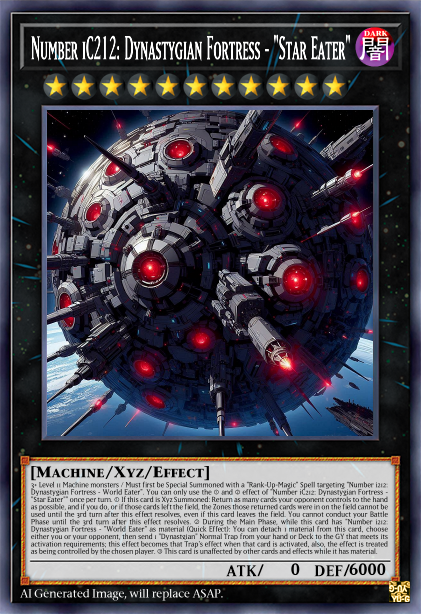 Number iC212: Dynastygian Fortress - "Star Eater"
DARK
闇
[Machine/Xyz/Effect]
3+ Level 11 Machine monsters / Must first be Special Summoned with a "Rank-Up-Magic" Spell targeting "Number i212:
Dynastygian Fortress - World Eater". You can only use the ① and ② effect of "Number iC212: Dynastygian Fortress -
"Star Eater"" once per turn. ① If this card is Xyz Summoned: Return as many cards your opponent controls to the hand
as possible, and if you do, or if those cards left the field, the Zones those returned cards were in on the field cannot be
used until the 3rd turn after this effect resolves, even if this card leaves the field. You cannot conduct your Battle
Phase until the 3rd turn after this effect resolves. ② During the Main Phase, while this card has "Number i212:
Dynastygian Fortress - "World Eater" as material (Quick Effect): You can detach 1 material from this card, choose
either you or your opponent, then send 1 "Dynastygian" Normal Trap from your hand or Deck to the GY that meets its
activation requirements; this effect becomes that Trap's effect when that card is activated, also, the effect is treated
as being controlled by the chosen player. ③ This card is unaffected by other cards and effects while it has material.
ATK/ 0 DEF/6000
AI Generated Image, will replace ASAP.